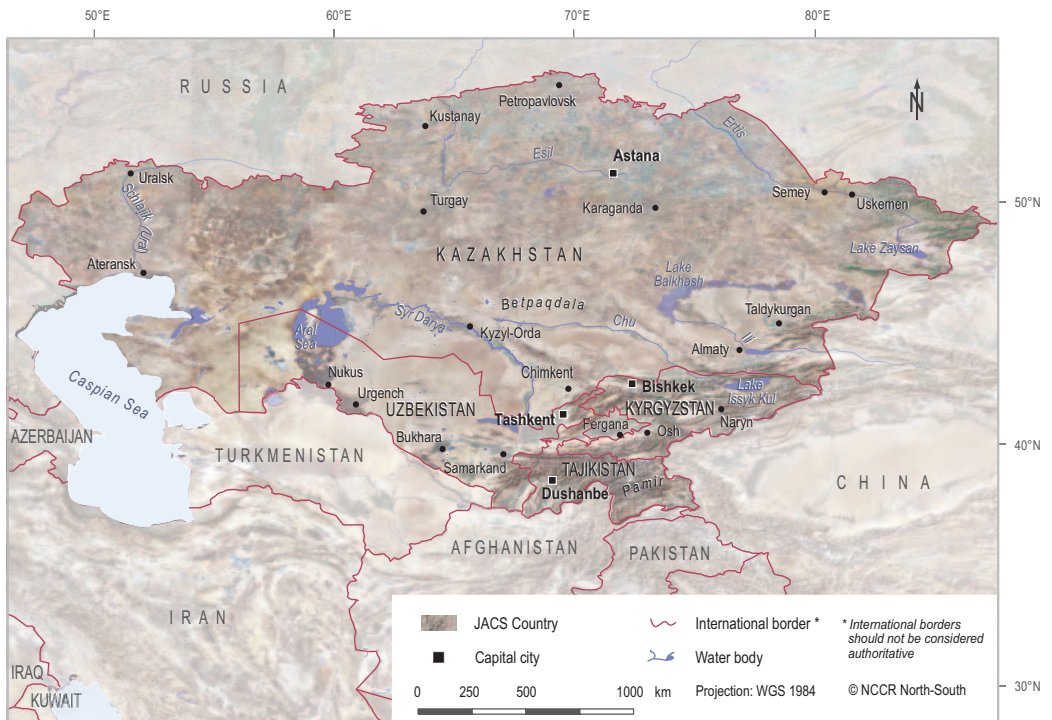 50°E
60°E
70°E
80°E
RUSSIA
N
Petropavlovsk
Kustanay
Ertis
Esil
Astana
Uralsk
Schlajik (Ural)
Semey
Uskemen
50°N
Turgay
Karaganda
KAZAKHSTAN
Lake Zaysan
Ateransk
Lake
Balkhash
Betpaqdala
Taldykurgan
Syr Darya
Aral
Sea
Kyzyl-Orda
Chu
Ili
Almaty
Caspian Sea
Nukus
Chimkent
Bishkek
Lake
Issyk Kul
Urgench
UZBEKISTAN
Tashkent
KYRGYZSTAN
Fergana
Naryn
AZERBAIJAN
Bukhara
Osh
40°N
TURKMENISTAN
Samarkand
TAJIKISTAN
Pamir
Dushanbe
CHINA
AFGHANISTAN
PAKISTAN
IRAN
IRAQ
KUWAIT
JACS Country
International border *
* International borders
should not be considered
authoritative
Capital city
Water body
0 250 500 1000 km
Projection: WGS 1984
© NCCR North-South
30°N